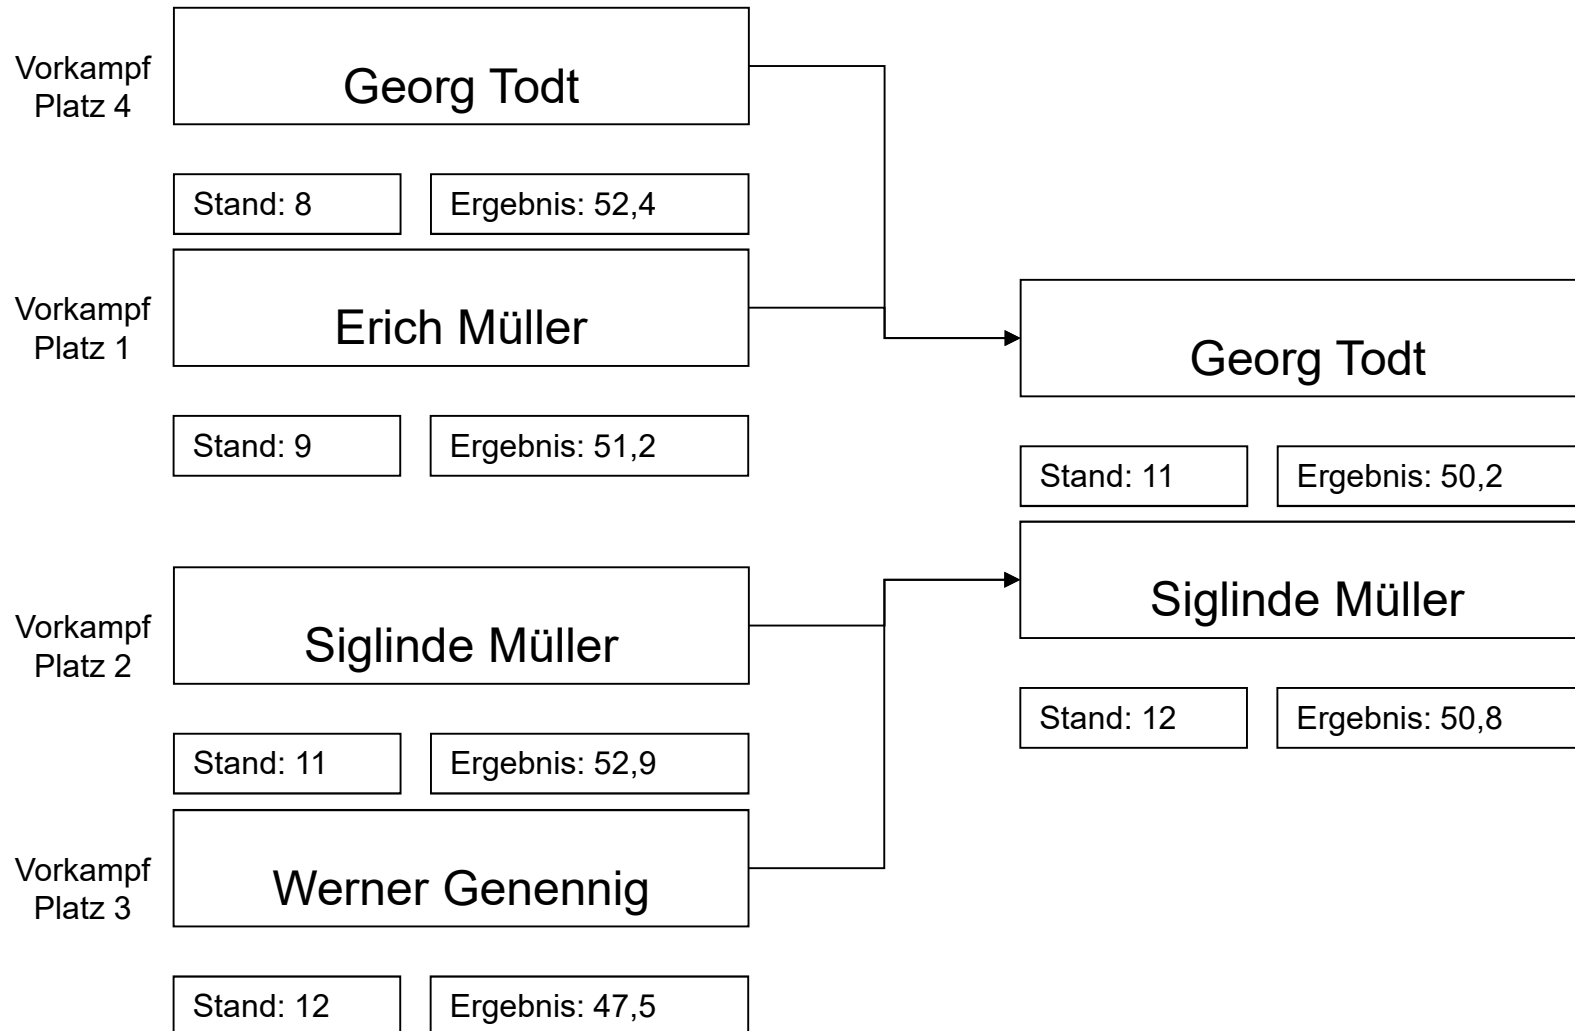 Vorkampf
Platz 4
Georg Todt
Stand: 8
Ergebnis: 52,4
Vorkampf
Platz 1
Erich Müller
Stand: 9
Ergebnis: 51,2
Georg Todt
Stand: 11
Ergebnis: 50,2
Vorkampf
Platz 2
Siglinde Müller
Stand: 11
Ergebnis: 52,9
Siglinde Müller
Stand: 12
Ergebnis: 50,8
Vorkampf
Platz 3
Werner Genennig
Stand: 12
Ergebnis: 47,5